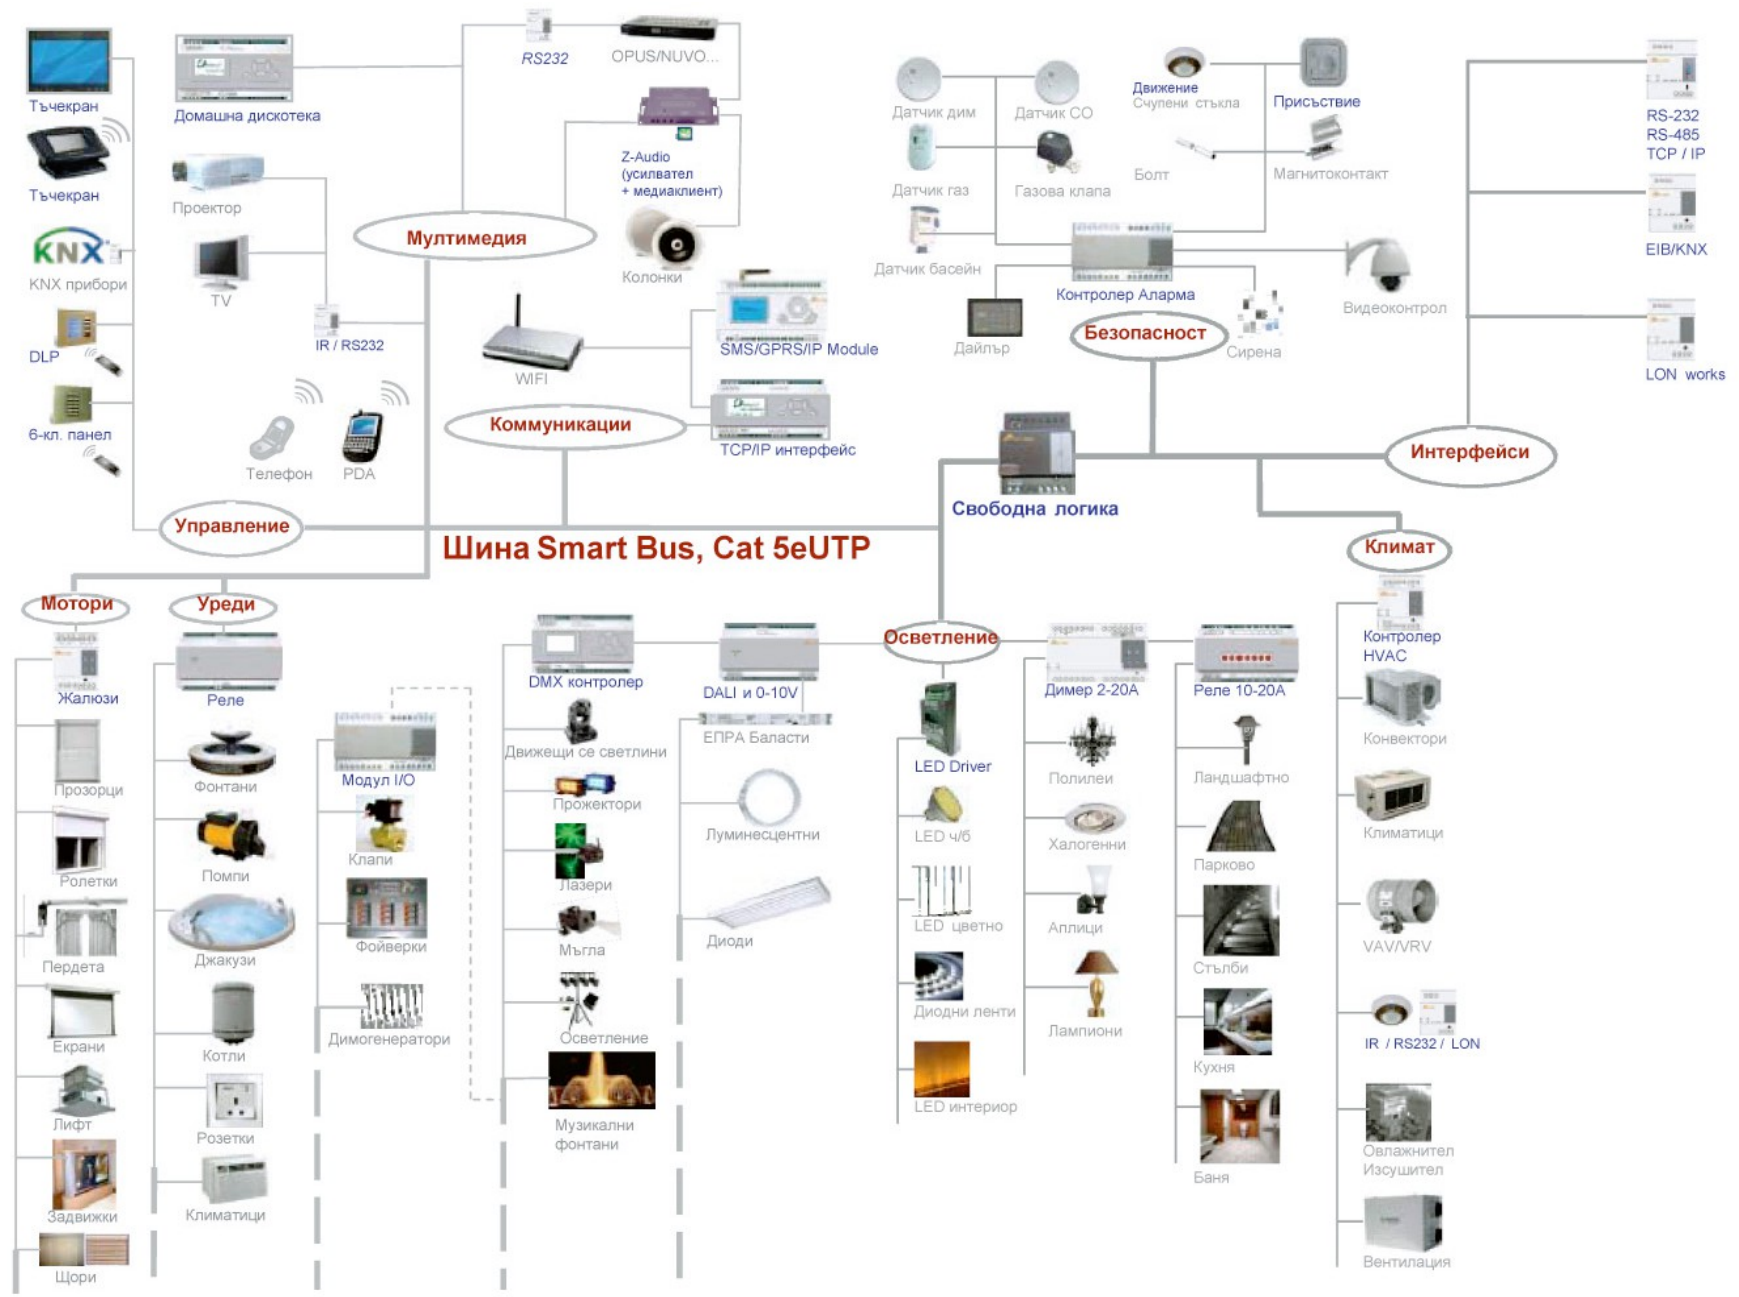 Тъчекран
Тъчекран
KNX
KNX прибори
DLP
6-кл. панел
Управление
Домашна дискотека
Проектор
TV
IR / RS232
Телефон
PDA
RS232
OPUS/NUVO...
Z-Audio
(усилвател
+ медиаклиент)
Колонки
Мултимедия
WIFI
SMS/GPRS/IP Module
Коммуникации
TCP/IP интерфейс
Датчик дим
Датчик CO
Датчик газ
Газова клапа
Датчик басейн
Движение
Счупени стъкла
Присъствие
Болт
Магнитоконтакт
Контролер Аларма
Видеоконтрол
Дайлър
Безопасност
Сирена
RS-232
RS-485
TCP / IP
EIB/KNX
LON works
Интерфейси
Свободна логика
Шина Smart Bus, Cat 5eUTP
Климат
Мотори
Жалюзи
Прозорци
Ролетки
Пердета
Екрани
Лифт
Задвижки
Щори
Уреди
Реле
Фонтани
Помпи
Джакузи
Котли
Розетки
Климатици
Модул I/O
Клапи
Фойверки
Димогенератори
DMX контролер
Движещи се светлини
Прожектори
Лазери
Мъгла
Осветление
Музикални
фонтани
DALI и 0-10V
ЕПРА Баласти
Луминесцентни
Диоди
Осветление
LED Driver
LED ч/б
LED цветно
Диодни ленти
LED интериор
Димер 2-20A
Полилеи
Халогенни
Аплици
Лампиони
Реле 10-20A
Ландшафтно
Парково
Стълби
Кухня
Баня
Контролер
HVAC
Конвектори
Климатици
VAV/VRV
IR / RS232 / LON
Овлажнител
Изсушител
Вентилация